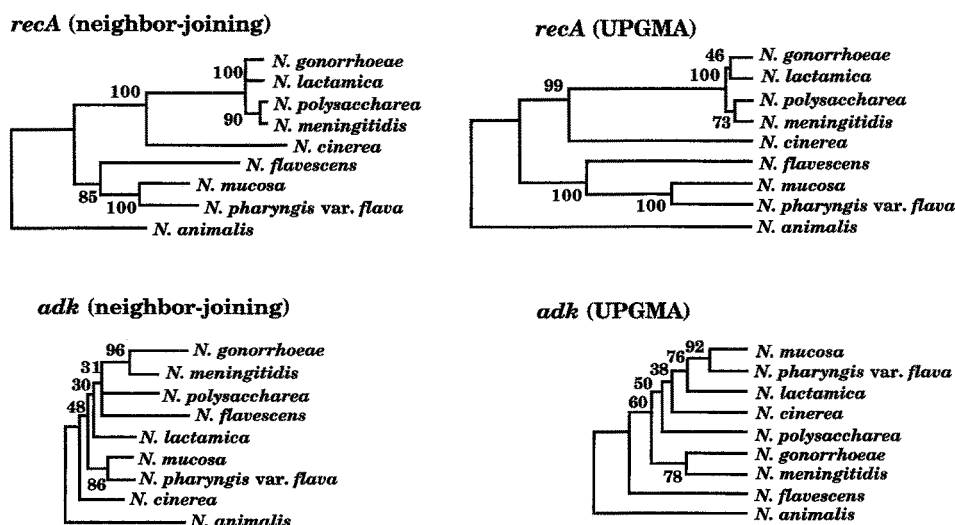 recA (neighbor-joining)
100
N. gonorrhoeae
N. lactamica
N. polysaccharea
N. meningitidis
90
100
N. cinerea
N. flavescens
85
N. mucosa
100
N. pharyngis var. flava
N. animalis
recA (UPGMA)
46
N. gonorrhoeae
100
N. lactamica
99
N. polysaccharea
73
N. meningitidis
N. cinerea
N. flavescens
100
N. mucosa
100
N. pharyngis var. flava
N. animalis
adk (neighbor-joining)
96
N. gonorrhoeae
31
N. meningitidis
30
N. polysaccharea
48
N. flavescens
N. lactamica
N. mucosa
86
N. pharyngis var. flava
N. cinerea
N. animalis
adk (UPGMA)
92
N. mucosa
76
N. pharyngis var. flava
38
N. lactamica
50
N. cinerea
60
N. polysaccharea
N. gonorrhoeae
78
N. meningitidis
N. flavescens
N. animalis